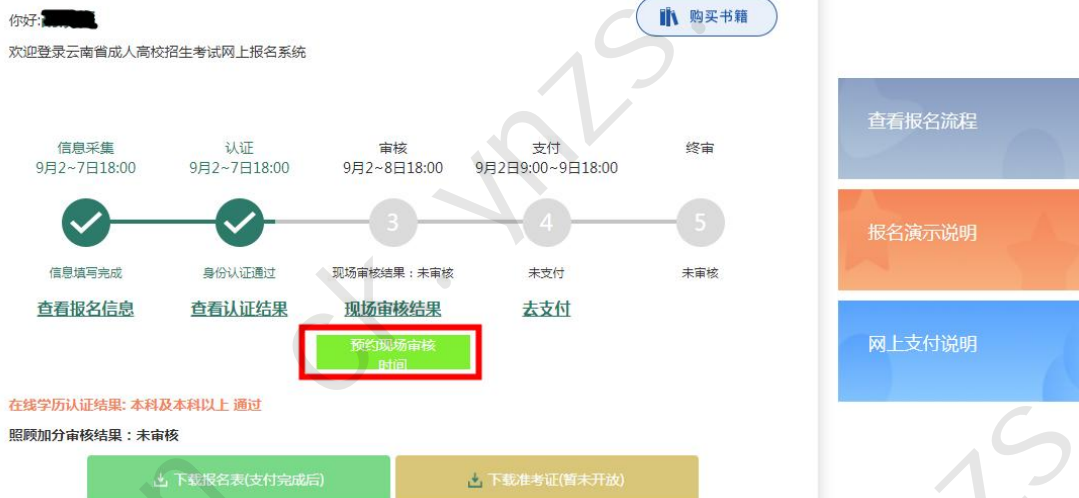 你好:
购买书籍
欢迎登录云南省成人高校招生考试网上报名系统
查看报名流程
信息采集 认证 审核 支付 终审
9月2~7日18:00 9月2~7日18:00 9月2~8日18:00 9月2日9:00~9日18:00
3 4 5
报名演示说明
信息填写完成 身份认证通过 现场审核结果：未审核 未支付 未审核
查看报名信息 查看认证结果 现场审核结果 去支付
预约现场审核
时间
网上支付说明
在线学历认证结果: 本科及本科以上 通过
照顾加分审核结果：未审核
下载报名表(支付完成后) 下载准考证(暂未开放)
ck.ynzs.
n
zs